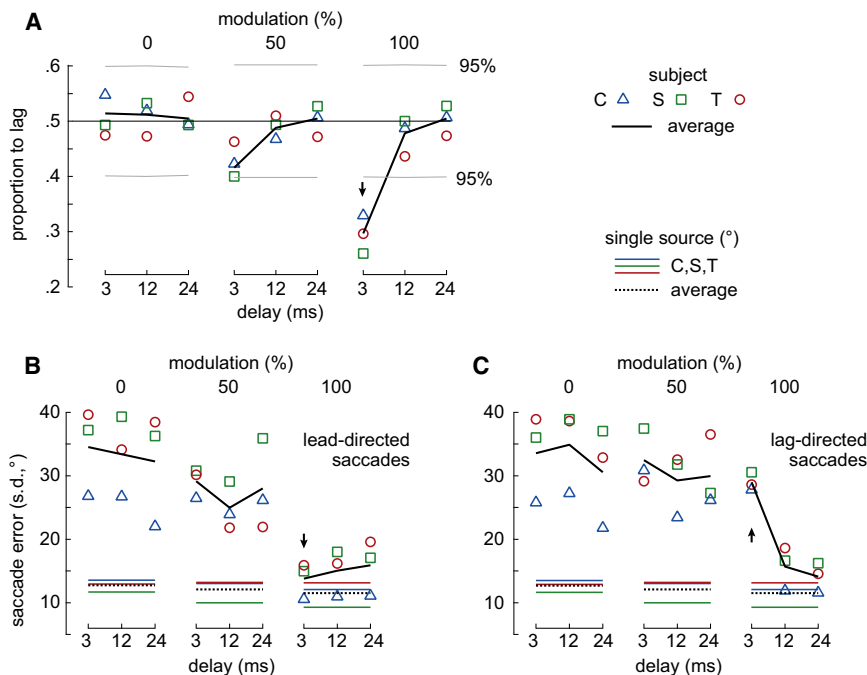 modulation (%)
A
0 50 100
.6
.5
.4
.3
.2
proportion to lag
95%
95%
3 12 24 3 12 24 3 12 24
delay (ms)
subject
C S T
average
single source (°)
C,S,T
average
B
modulation (%)
0 50 100
40
30
20
10
saccade error (s.d.,°)
lead-directed
saccades
3 12 24 3 12 24 3 12 24
delay (ms)
C
modulation (%)
0 50 100
40
30
20
10
lag-directed
saccades
3 12 24 3 12 24 3 12 24
delay (ms)